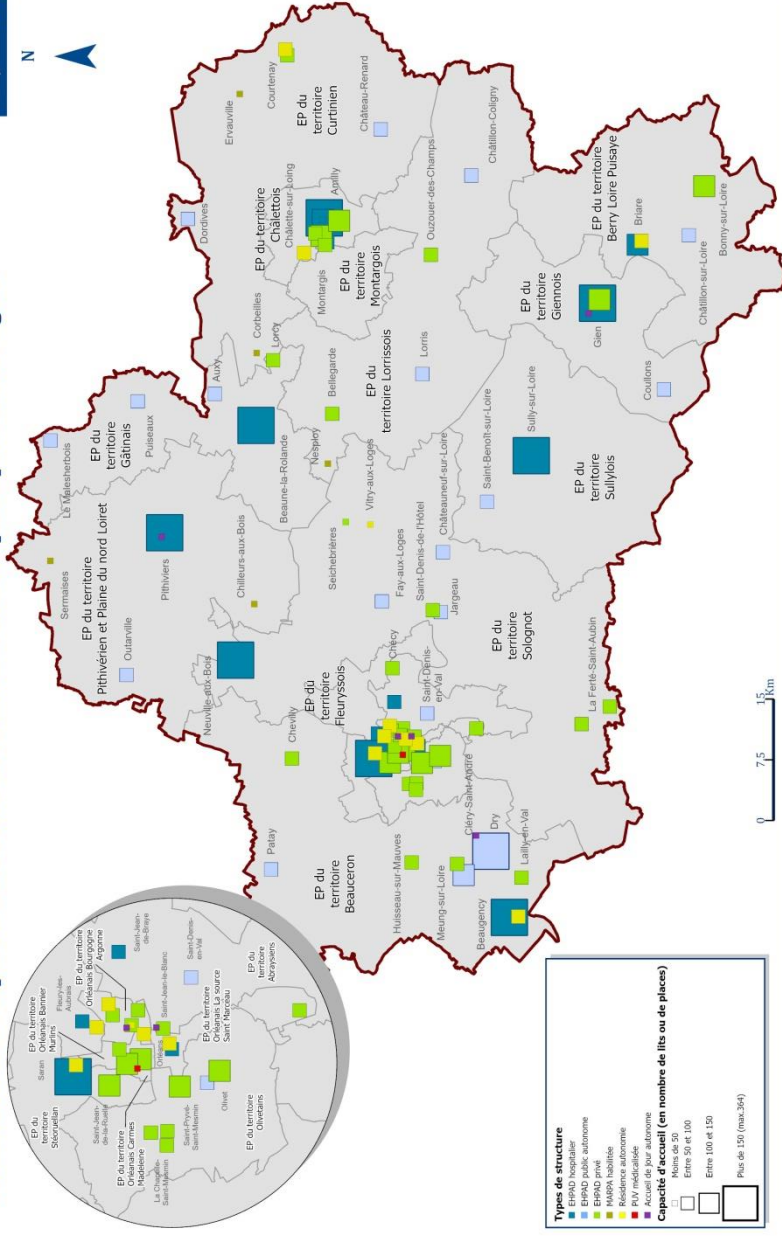 N
Sermaises
Le Malesherbois
EP du territoire
Pithivérien et Plaine du nord Loiret
Outarville
Pithiviers
EP du
territoire
Gâtinais
Puiseaux
Dordives
Ervauville
Courtenay
EP du
territoire
Curtinien
Château-Renard
Auxy
Corbeilles
Lorcy
EP du territoire
Châlettois
Châlette-sur-Loing
Amilly
Montargis
EP du
territoire
Montargois
Neuville-aux-Bois
Chilleurs-aux-Bois
Beaune-la-Rolande
Nesploy
Bellegarde
EP du
territoire Lorrissois
Lorris
Ouzouer-des-Champs
Châtillon-Coligny
Patay
Chevilly
EP du
territoire
Fleuryssois
Seichebrières
Vitry-aux-Loges
Fay-aux-Loges
Saint-Denis-de-l'Hôtel
Châteauneuf-sur-Loire
Jargeau
Chécy
Saint-Denis-
en-Val
EP du
territoire
Beauceron
Huisseau-sur-Mauves
Meung-sur-Loire
Cléry-Saint-André
Dry
Lailly-en-Val
Beaugency
EP du
territoire
Solognot
La Ferté-Saint-Aubin
Saint-Benoît-sur-Loire
Sully-sur-Loire
EP du
territoire
Sullylois
EP du
territoire
Giennois
Gien
Coullons
EP du territoire
Berry Loire Puisaye
Briare
Châtillon-sur-Loire
Bonny-sur-Loire
0
7.5
15
Km
EP du
territoire
Stéoruellan
Saran
EP du territoire
Orléanais Bannier
Murlins
Fleury-les-
Aubrais
EP du territoire
Orléanais Bourgogne
Argonne
Saint-Jean-
de-Braye
Saint-Jean-
de-la-Ruelle
EP du territoire
Orléanais Carmes
Madeleine
Orléans
Saint-Jean-le-Blanc
Saint-Denis-
en-Val
La Chapelle-
Saint-Mesmin
Saint-Pryvé-
Saint-Mesmin
EP du territoire
Orléanais La source
Saint Marceau
Olivet
EP du territoire
Olivetains
EP du
territoire
Abraysiens
Types de structure
EHPAD hospitalier
EHPAD public autonome
EHPAD privé
MARPA habilitée
Résidence autonomie
PUV médicalisée
Accueil de jour autonome
Capacité d'accueil (en nombre de lits ou de places)
Moins de 50
Entre 50 et 100
Entre 100 et 150
Plus de 150 (max.364)